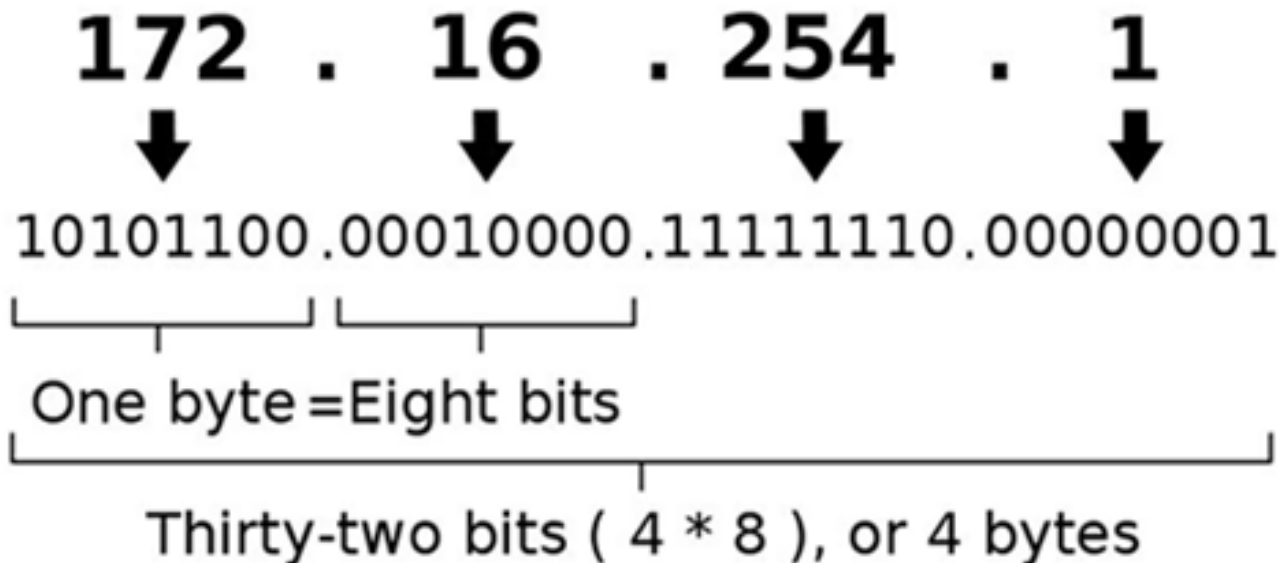 172 . 16 . 254 . 1
10101100.00010000.11111110.00000001
One byte=Eight bits
Thirty-two bits ( 4 * 8 ), or 4 bytes